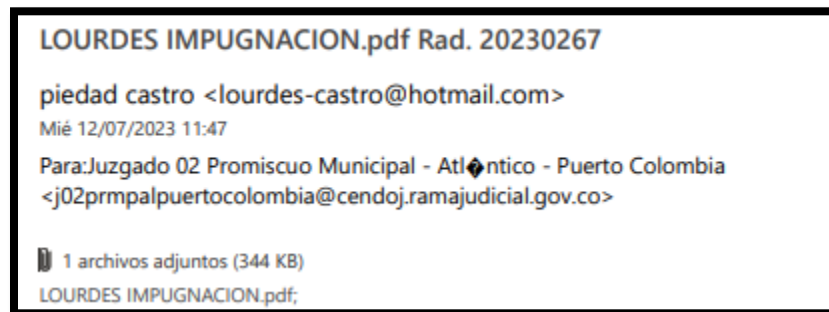 LOURDES IMPUGNACION.pdf Rad. 20230267
piedad castro <lourdes-castro@hotmail.com>
Mié 12/07/2023 11:47
Para:Juzgado 02 Promiscuo Municipal - Atl�ntico - Puerto Colombia
<j02prmpalpuertocolombia@cendoj.ramajudicial.gov.co>
1 archivos adjuntos (344 KB)
LOURDES IMPUGNACION.pdf;